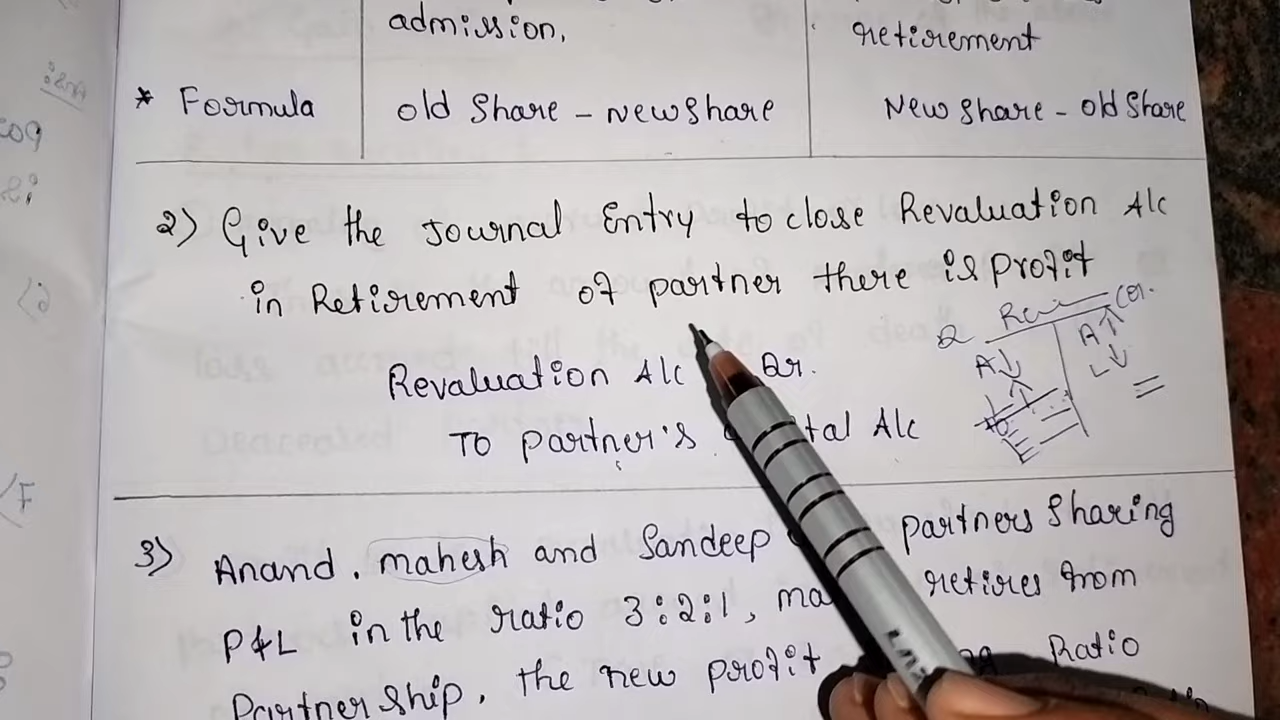 admission,
retirement
* Formula
old Share - new share
New share - old share
2) Give the Journal Entry to close Revaluation A/c
in Retirement of partner there is profit
Revaluation A/c Dr.
To partner's tal A/c
A↓
A↑
L↓
3) Anand, mahesh and Sandeep partners sharing
P&L in the ratio 3:2:1, retires from
Partnership, the new profit Ratio